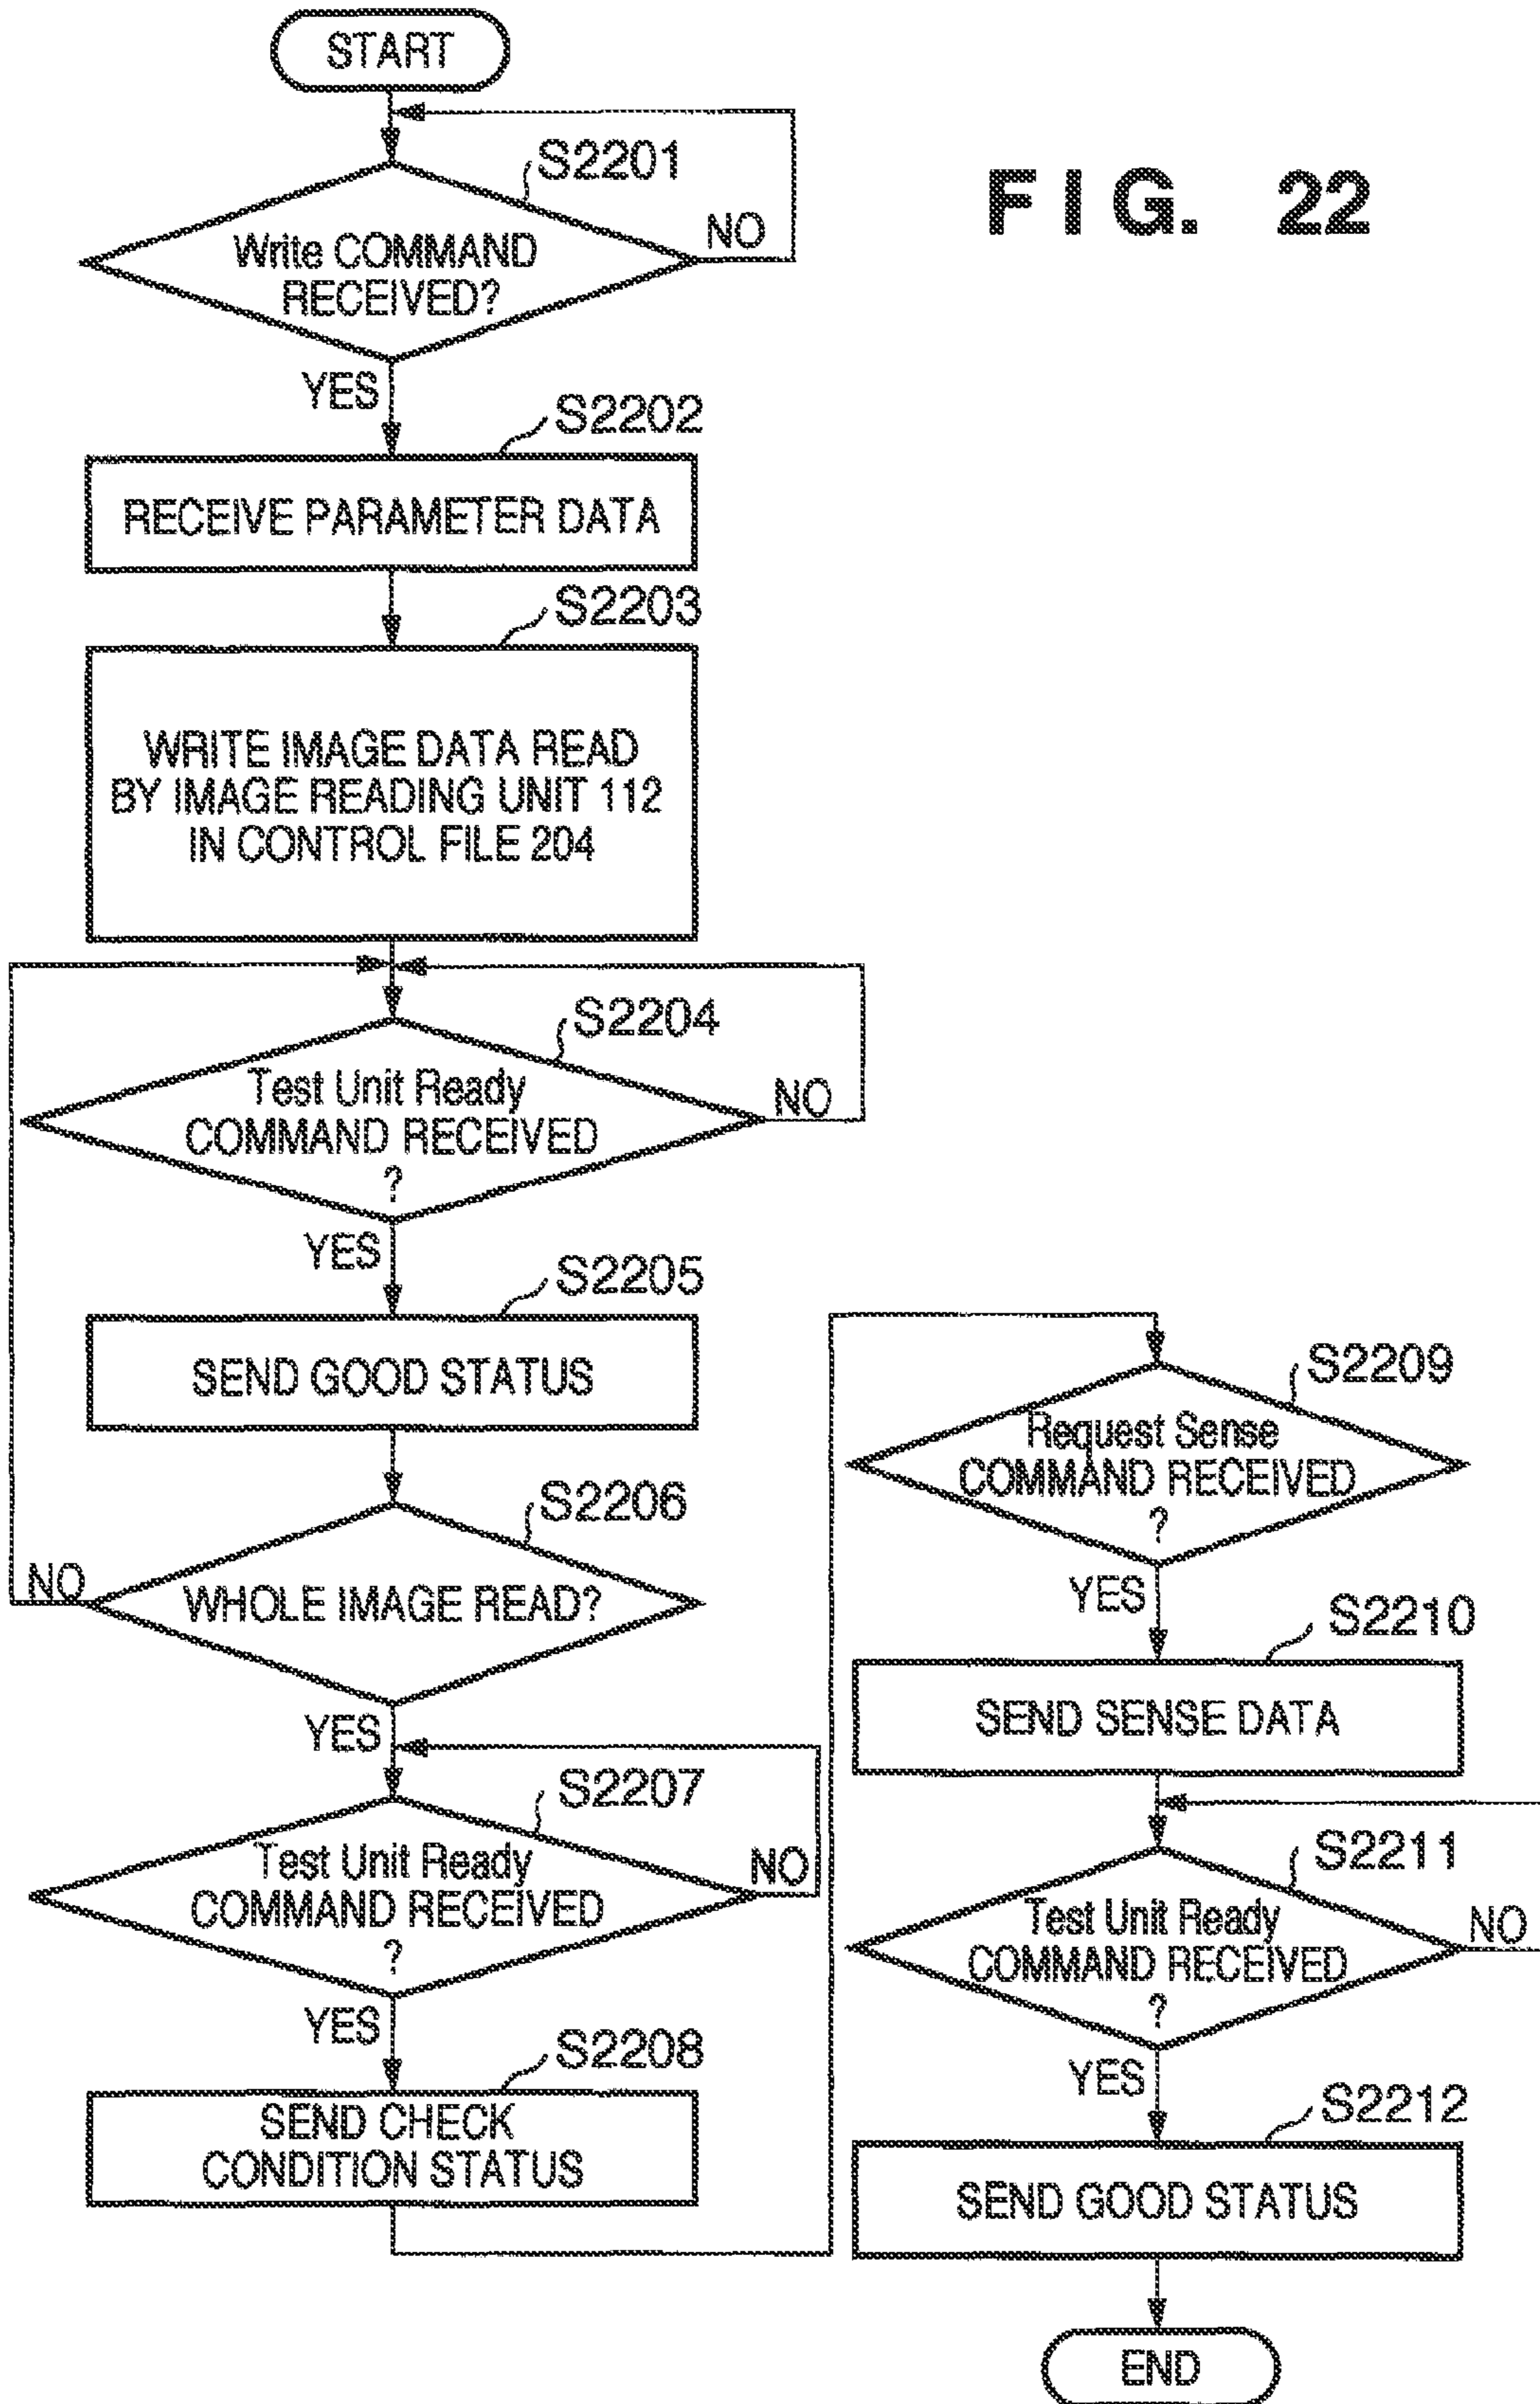 START
FIG. 22
S2201
Write COMMAND
RECEIVED?
NO
YES
S2202
RECEIVE PARAMETER DATA
S2203
WRITE IMAGE DATA READ
BY IMAGE READING UNIT 112
IN CONTROL FILE 204
S2204
Test Unit Ready
COMMAND RECEIVED
?
NO
YES
S2205
SEND GOOD STATUS
S2206
WHOLE IMAGE READ?
NO
YES
S2207
Test Unit Ready
COMMAND RECEIVED
?
NO
YES
S2208
SEND CHECK
CONDITION STATUS
S2209
Request Sense
COMMAND RECEIVED
?
YES
S2210
SEND SENSE DATA
S2211
Test Unit Ready
COMMAND RECEIVED
?
NO
YES
S2212
SEND GOOD STATUS
END